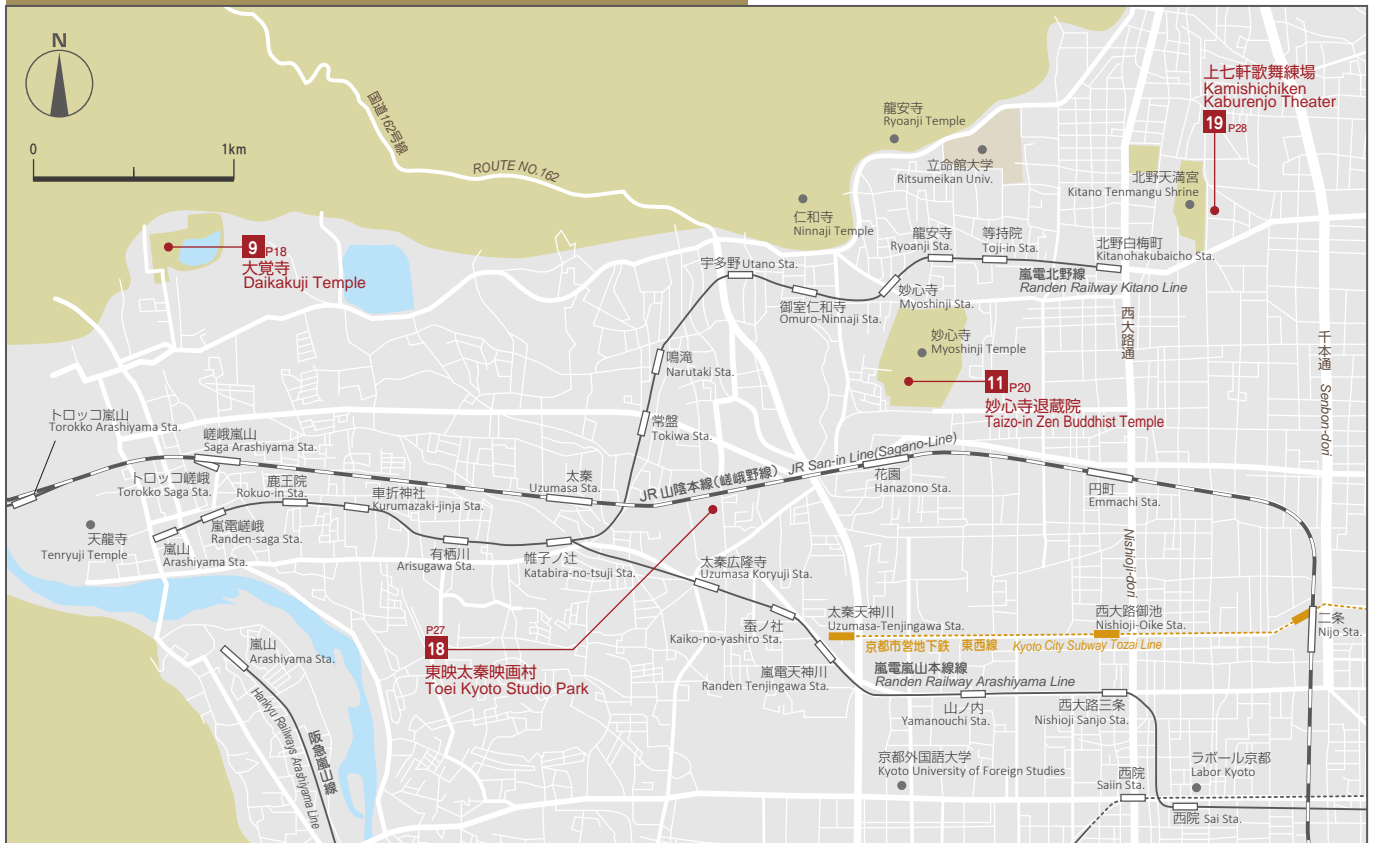 N
0
1km
国道162号線
ROUTE NO.162
龍安寺
Ryoanji Temple
立命館大学
Ritsumeikan Univ.
上七軒歌舞練場
Kamishichiken
Kaburenjo Theater
19 P28
北野天満宮
Kitano Tenmangu Shrine
仁和寺
Ninnaji Temple
9 P18
大覚寺
Daikakuji Temple
宇多野 Utano Sta.
龍安寺
Ryoanji Sta.
等持院
Toji-in Sta.
北野白梅町
Kitanohakubaicho Sta.
嵐電北野線
Randen Railway Kitano Line
御室仁和寺
Omuro-Ninnaji Sta.
妙心寺
Myoshinji Sta.
妙心寺
Myoshinji Temple
西大路通
千本通 Senbon-dori
鳴滝
Narutaki Sta.
11 P20
妙心寺退蔵院
Taizo-in Zen Buddhist Temple
トロッコ嵐山
Torokko Arashiyama Sta.
嵯峨嵐山
Saga Arashiyama Sta.
常盤
Tokiwa Sta.
トロッコ嵯峨
Torokko Saga Sta.
鹿王院
Rokuo-in Sta.
車折神社
Kurumazaki-jinja Sta.
太秦
Uzumasa Sta.
JR 山陰本線(嵯峨野線) JR San-in Line(Sagano-Line)
花園
Hanazono Sta.
円町
Emmachi Sta.
天龍寺
Tenryuji Temple
嵐山
Arashiyama Sta.
嵐電嵯峨
Randen-saga Sta.
有栖川
Arisugawa Sta.
帷子ノ辻
Katabira-no-tsuji Sta.
太秦広隆寺
Uzumasa Koryuji Sta.
Nishioji-dori
蚕ノ社
Kaiko-no-yashiro Sta.
太秦天神川
Uzumasa-Tenjingawa Sta.
西大路御池
Nishioji-Oike Sta.
二条
Nijo Sta.
京都市営地下鉄 東西線 Kyoto City Subway Tozai Line
P27
18
東映太秦映画村
Toei Kyoto Studio Park
嵐山
Arashiyama Sta.
嵐電天神川
Randen Tenjingawa Sta.
嵐電嵐山本線線
Randen Railway Arashiyama Line
山ノ内
Yamanouchi Sta.
西大路三条
Nishioji Sanjo Sta.
阪急嵐山線
Hankyu Railways Arashiyama Line
京都外国語大学
Kyoto University of Foreign Studies
西院
Saiin Sta.
ラボール京都
Labor Kyoto
西院 Sai Sta.